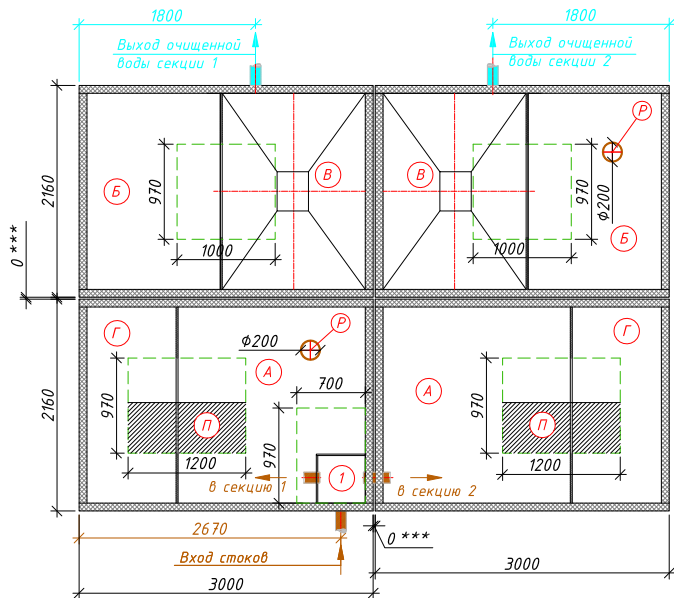 1800
1800
Выход очищенной
воды секции 1
Выход очищенной
воды секции 2
Р
В
В
Б
Б
970
970
Ф200
1000
1000
2160
0 ***
Г
Р
Г
Ф200
А
А
700
970
970
970
П
П
2160
1200
1200
1
в секцию 1
в секцию 2
2670
Вход стоков
0 ***
3000
3000